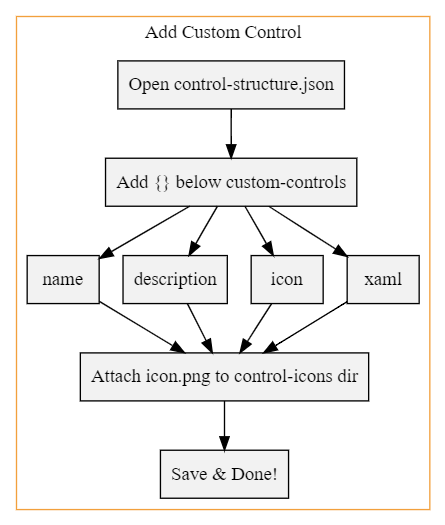 Add Custom Control
Open control-structure.json
Add {} below custom-controls
name
description
icon
xaml
Attach icon.png to control-icons dir
Save & Done!